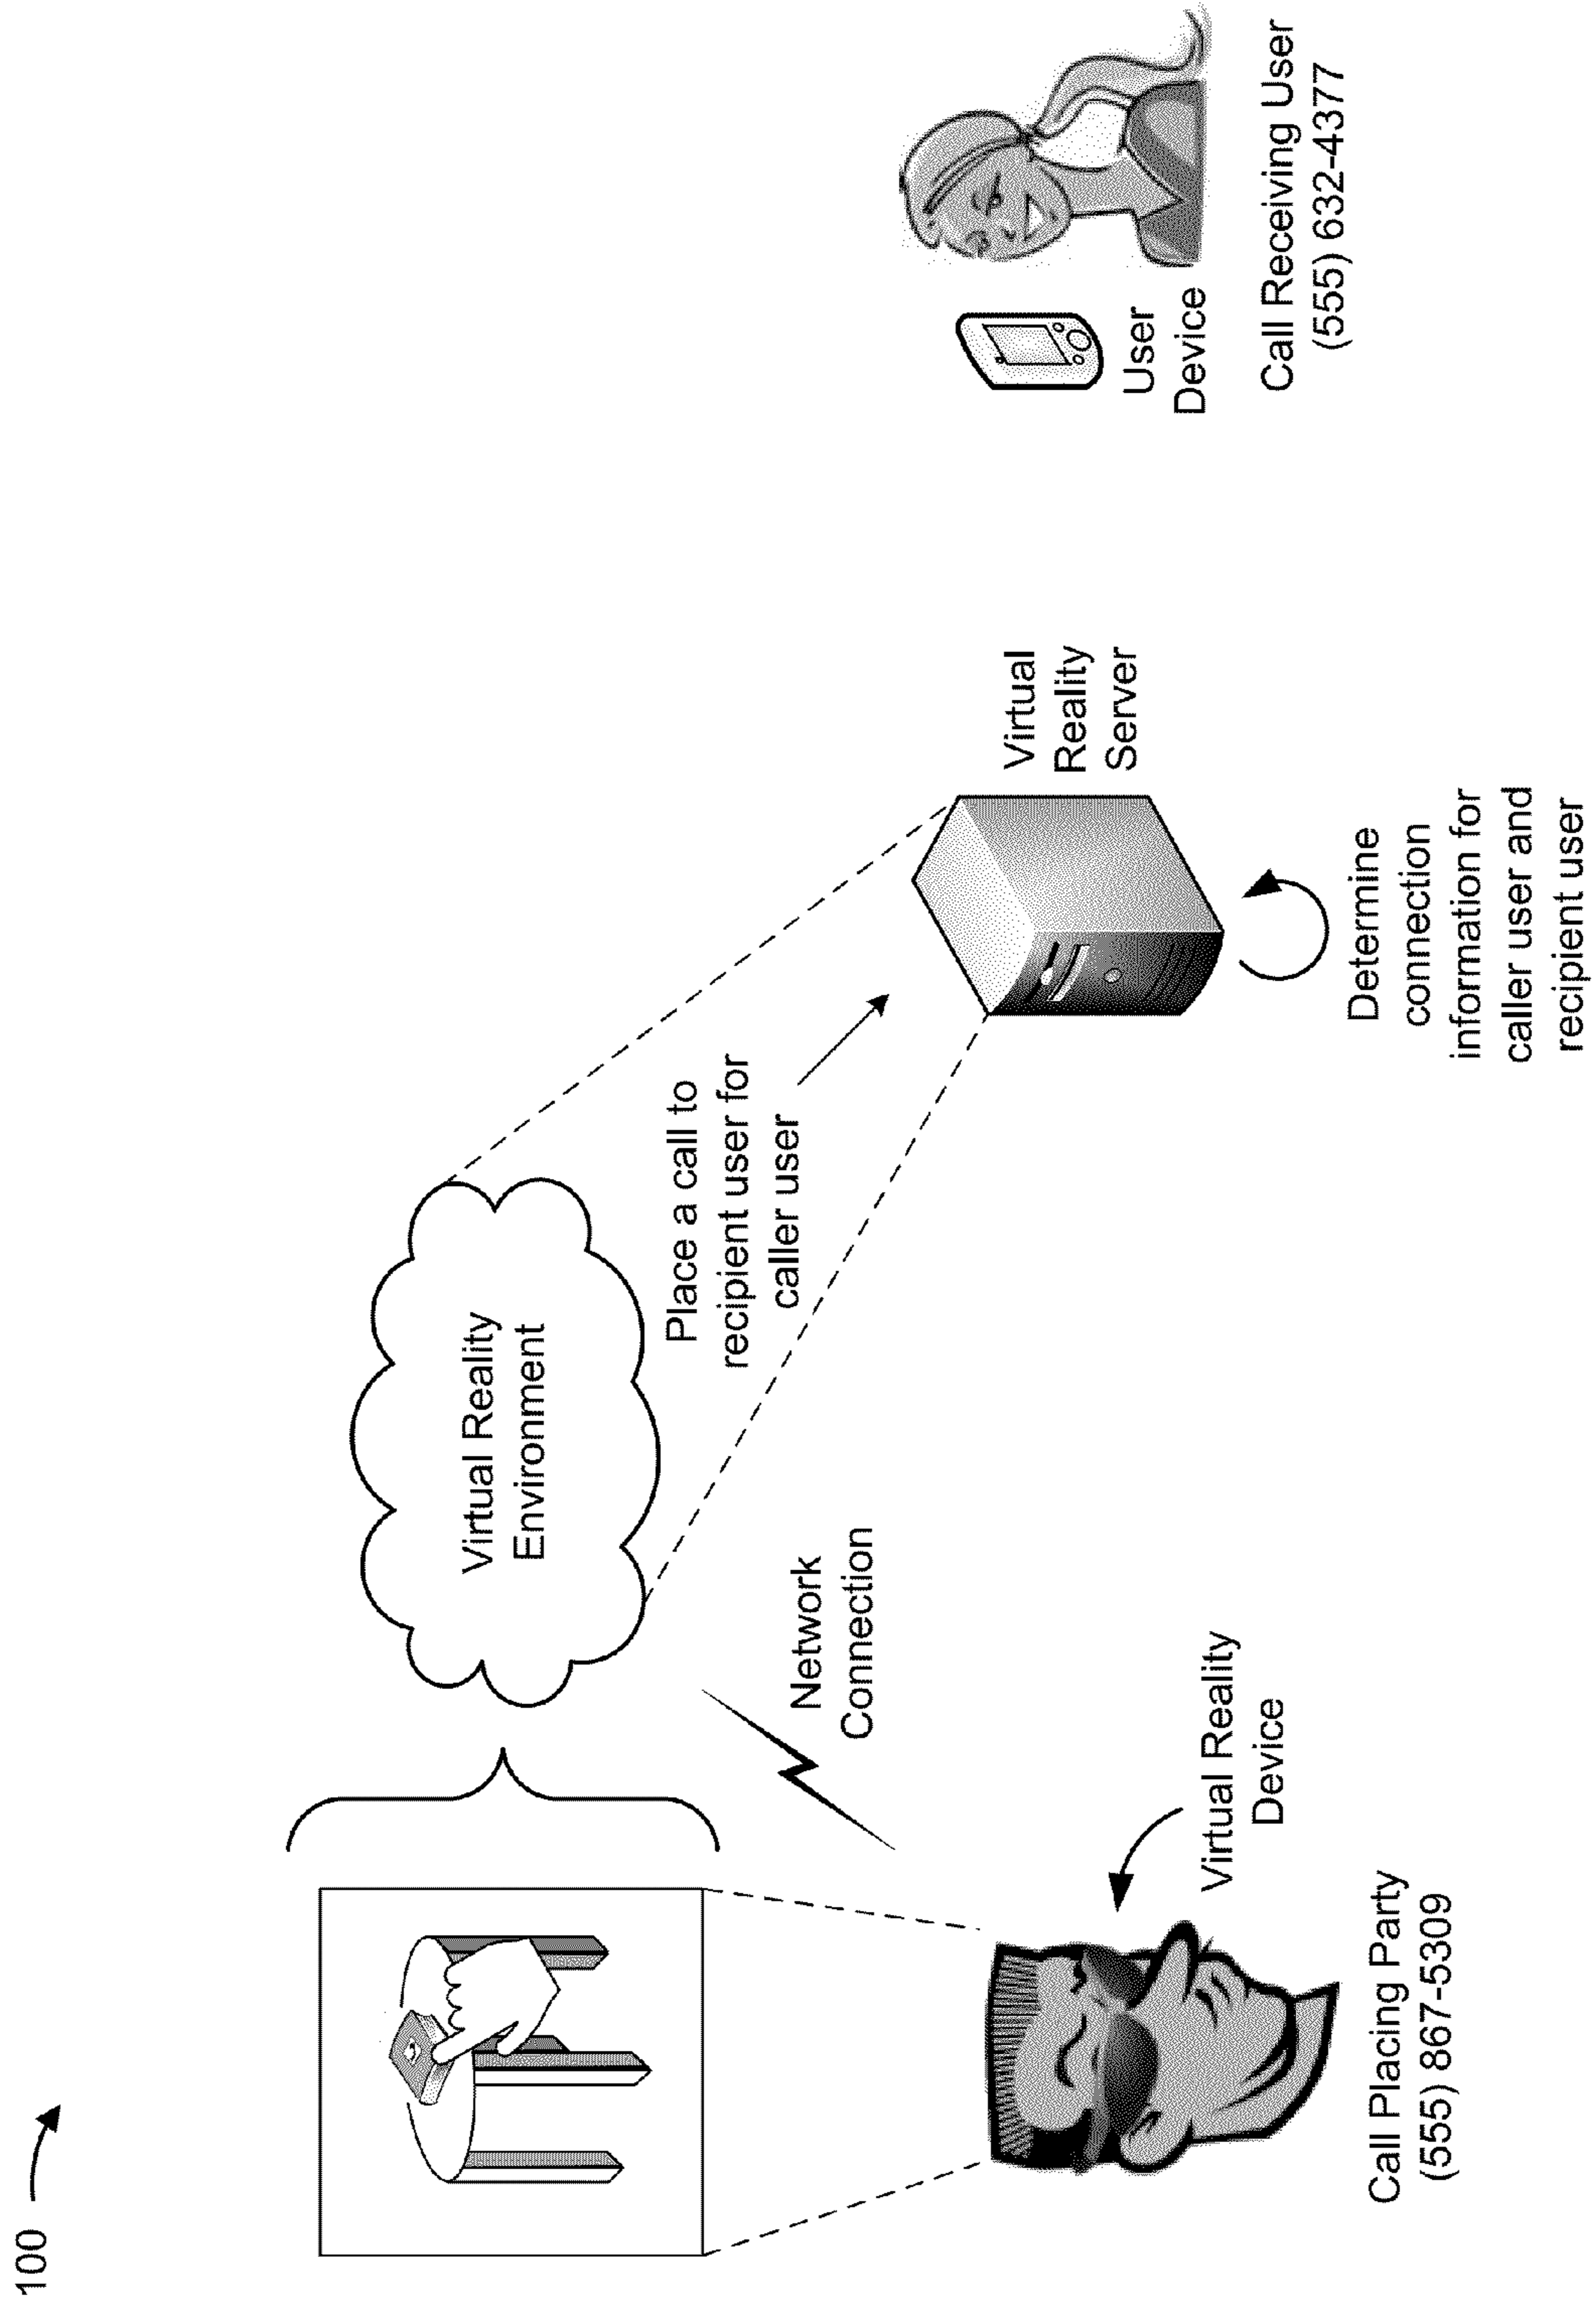 100
Virtual Reality
Environment
Place a call to
recipient user for
caller user
Network
Connection
Virtual Reality
Device
Call Placing Party
(555) 867-5309
Virtual
Reality
Server
Determine
connection
information for
caller user and
recipient user
User
Device
Call Receiving User
(555) 632-4377